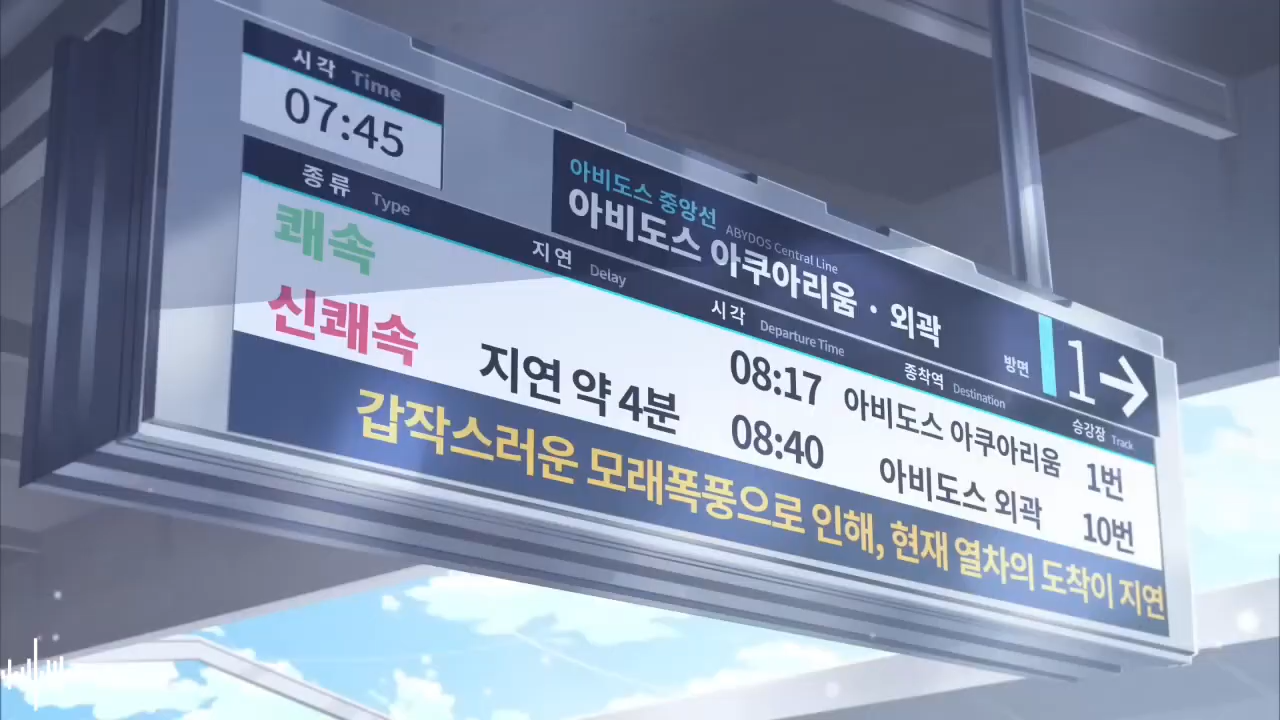 시각 Time
07:45
아비도스 중앙선 ABYDOS Central Line
아비도스 아쿠아리움 · 외곽 방면 1 →
종류 Type 지연 Delay 시각 Departure Time 종착역 Destination 승강장 Track
쾌속 08:17 아비도스 아쿠아리움 1번
신쾌속 지연 약 4분 08:40 아비도스 외곽 10번
갑작스러운 모래폭풍으로 인해, 현재 열차의 도착이 지연